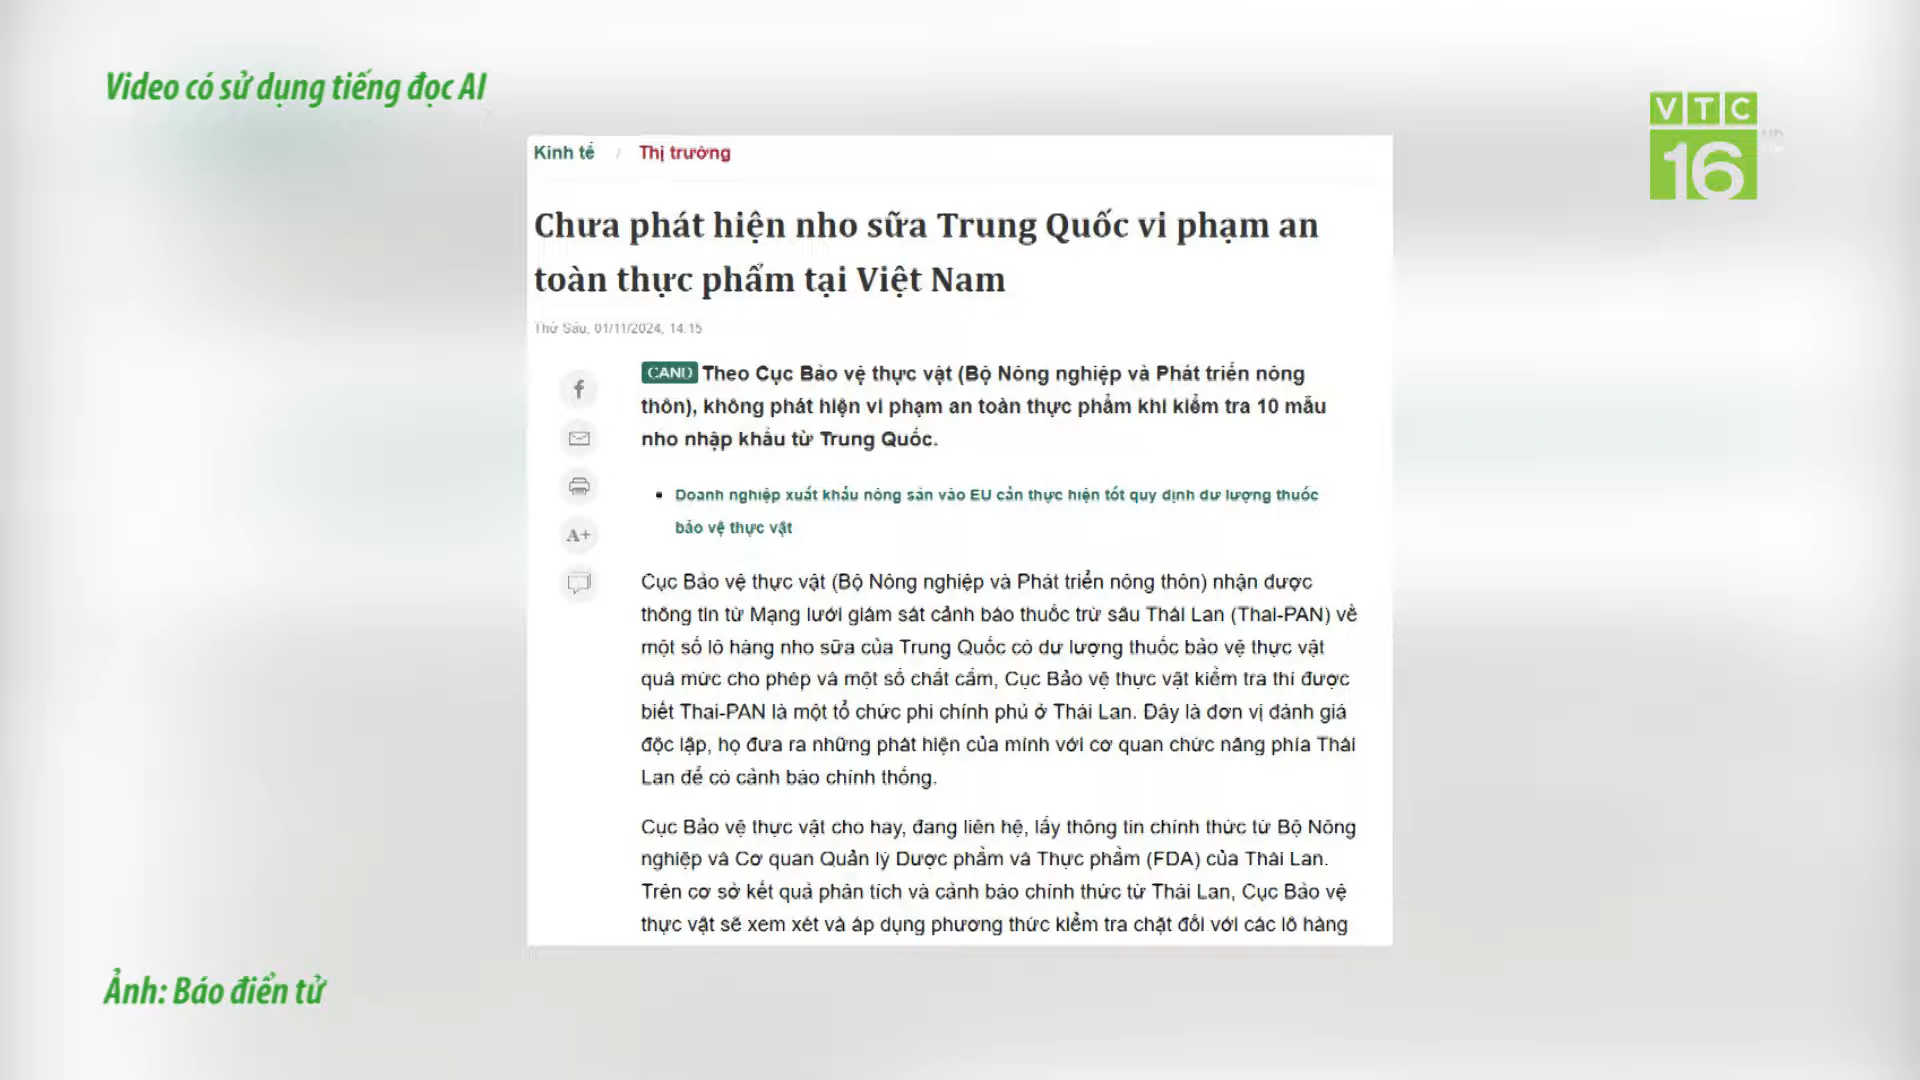 Video có sử dụng tiếng đọc AI
VTC
16
HD
Kinh tế / Thị trường
Chưa phát hiện nho sữa Trung Quốc vi phạm an
toàn thực phẩm tại Việt Nam
Thứ Sáu, 01/11/2024, 14:15
CAND Theo Cục Bảo vệ thực vật (Bộ Nông nghiệp và Phát triển nông
thôn), không phát hiện vi phạm an toàn thực phẩm khi kiểm tra 10 mẫu
nho nhập khẩu từ Trung Quốc.
Doanh nghiệp xuất khẩu nông sản vào EU cần thực hiện tốt quy định dư lượng thuốc
bảo vệ thực vật
A+
Cục Bảo vệ thực vật (Bộ Nông nghiệp và Phát triển nông thôn) nhận được
thông tin từ Mạng lưới giám sát cảnh báo thuốc trừ sâu Thái Lan (Thai-PAN) về
một số lô hàng nho sữa của Trung Quốc có dư lượng thuốc bảo vệ thực vật
quá mức cho phép và một số chất cấm, Cục Bảo vệ thực vật kiểm tra thì được
biết Thai-PAN là một tổ chức phi chính phủ ở Thái Lan. Đây là đơn vị đánh giá
độc lập, họ đưa ra những phát hiện của mình với cơ quan chức năng phía Thái
Lan để có cảnh báo chính thống.
Cục Bảo vệ thực vật cho hay, đang liên hệ, lấy thông tin chính thức từ Bộ Nông
nghiệp và Cơ quan Quản lý Dược phẩm và Thực phẩm (FDA) của Thái Lan.
Trên cơ sở kết quả phân tích và cảnh báo chính thức từ Thái Lan, Cục Bảo vệ
thực vật sẽ xem xét và áp dụng phương thức kiểm tra chặt đối với các lô hàng
Ảnh: Báo điển tử